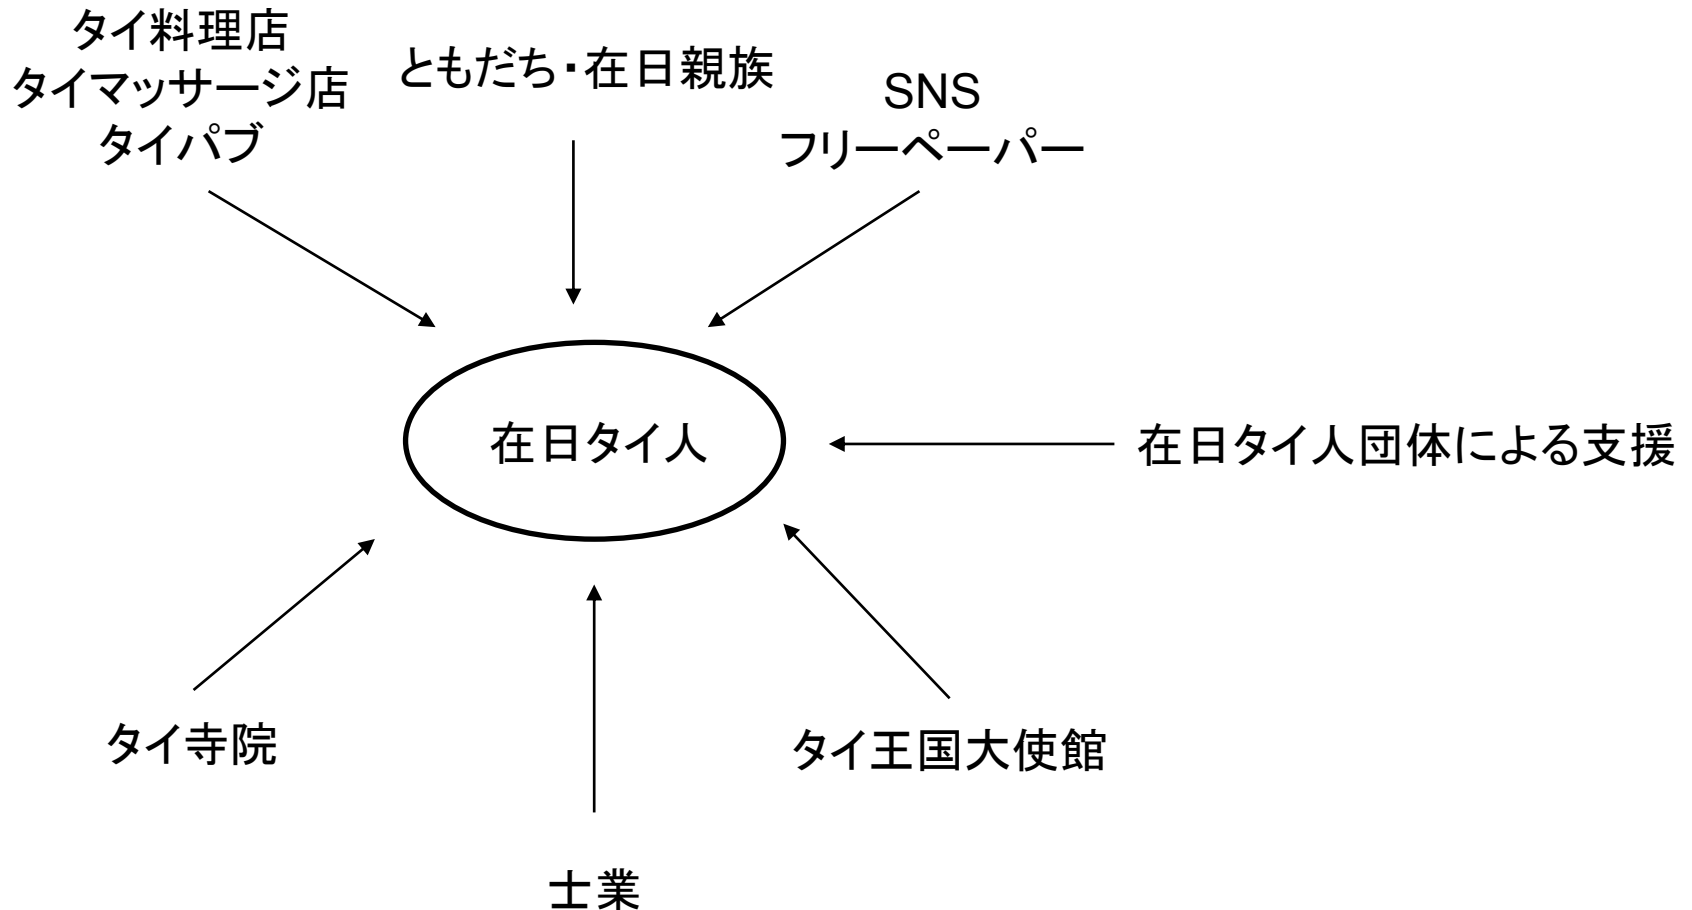 タイ料理店
タイマッサージ店
タイパブ
ともだち・在日親族
SNS
フリーペーパー
在日タイ人
在日タイ人団体による支援
タイ寺院
タイ王国大使館
士業